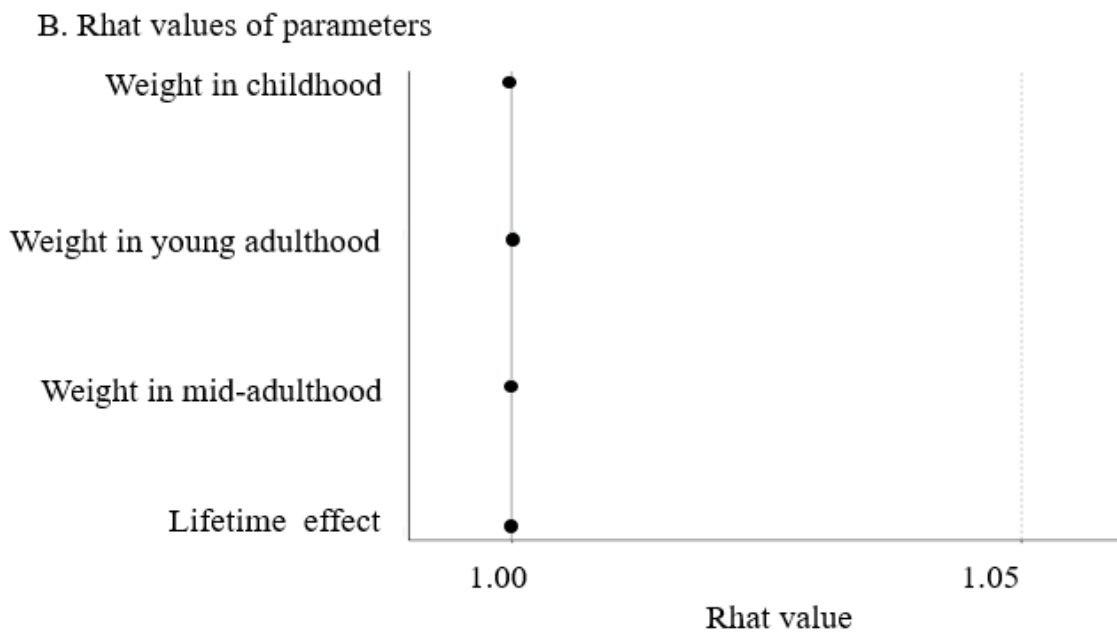 B. Rhat values of parameters
Weight in childhood
Weight in young adulthood
Weight in mid-adulthood
Lifetime effect
1.00 1.05
Rhat value